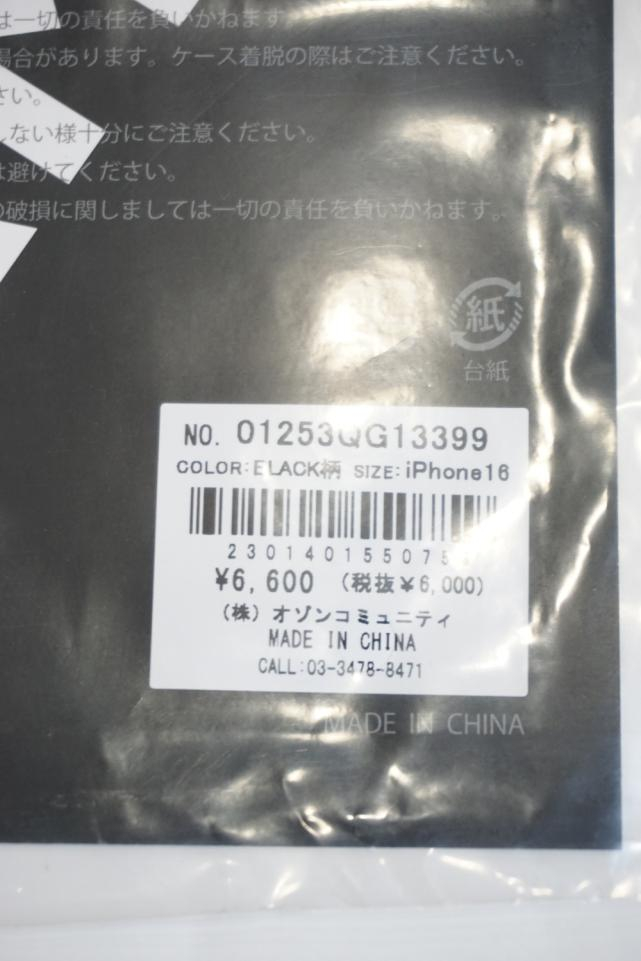 は一切の責任を負いかねます
場合があります。ケース着脱の際はご注意ください。
さい。
しない様十分にご注意ください。
は避けてください。
の破損に関しましては一切の責任を負いかねます。
紙
台紙
NO. 01253QG13399
COLOR:BLACK柄 SIZE:iPhone16
¥6,600 (税抜¥6,000)
(株) オゾンコミュニティ
MADE IN CHINA
CALL:03-3478-8471
MADE IN CHINA